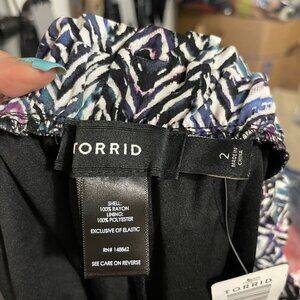 TORRID
2
MADE IN
CHINA
SHELL:
100% RAYON
LINING:
100% POLYESTER
EXCLUSIVE OF ELASTIC
RN# 148862
SEE CARE ON REVERSE
TORRID